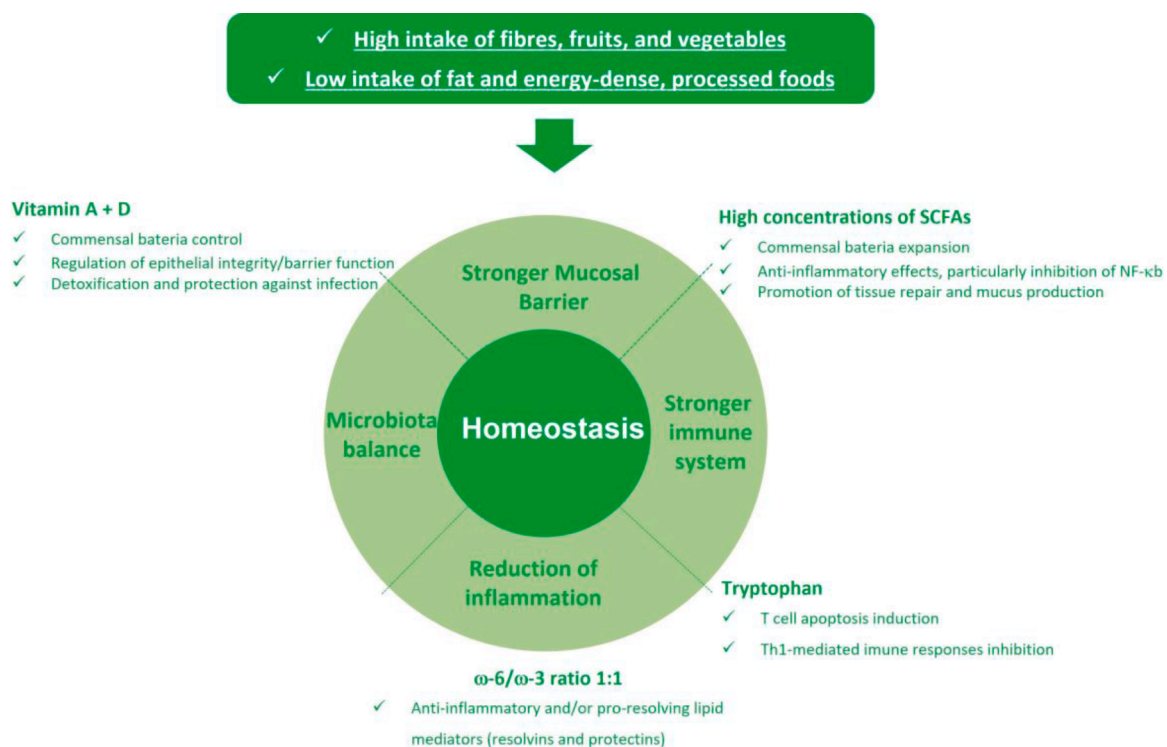 ✓ High intake of fibres, fruits, and vegetables
✓ Low intake of fat and energy-dense, processed foods
Vitamin A + D
✓ Commensal bateria control
✓ Regulation of epithelial integrity/barrier function
✓ Detoxification and protection against infection
High concentrations of SCFAs
✓ Commensal bateria expansion
✓ Anti-inflammatory effects, particularly inhibition of NF-κb
✓ Promotion of tissue repair and mucus production
Stronger Mucosal
Barrier
Microbiota
balance
Homeostasis
Stronger
immune
system
Reduction of
inflammation
Tryptophan
✓ T cell apoptosis induction
✓ Th1-mediated imune responses inhibition
ω-6/ω-3 ratio 1:1
✓ Anti-inflammatory and/or pro-resolving lipid
mediators (resolvins and protectins)